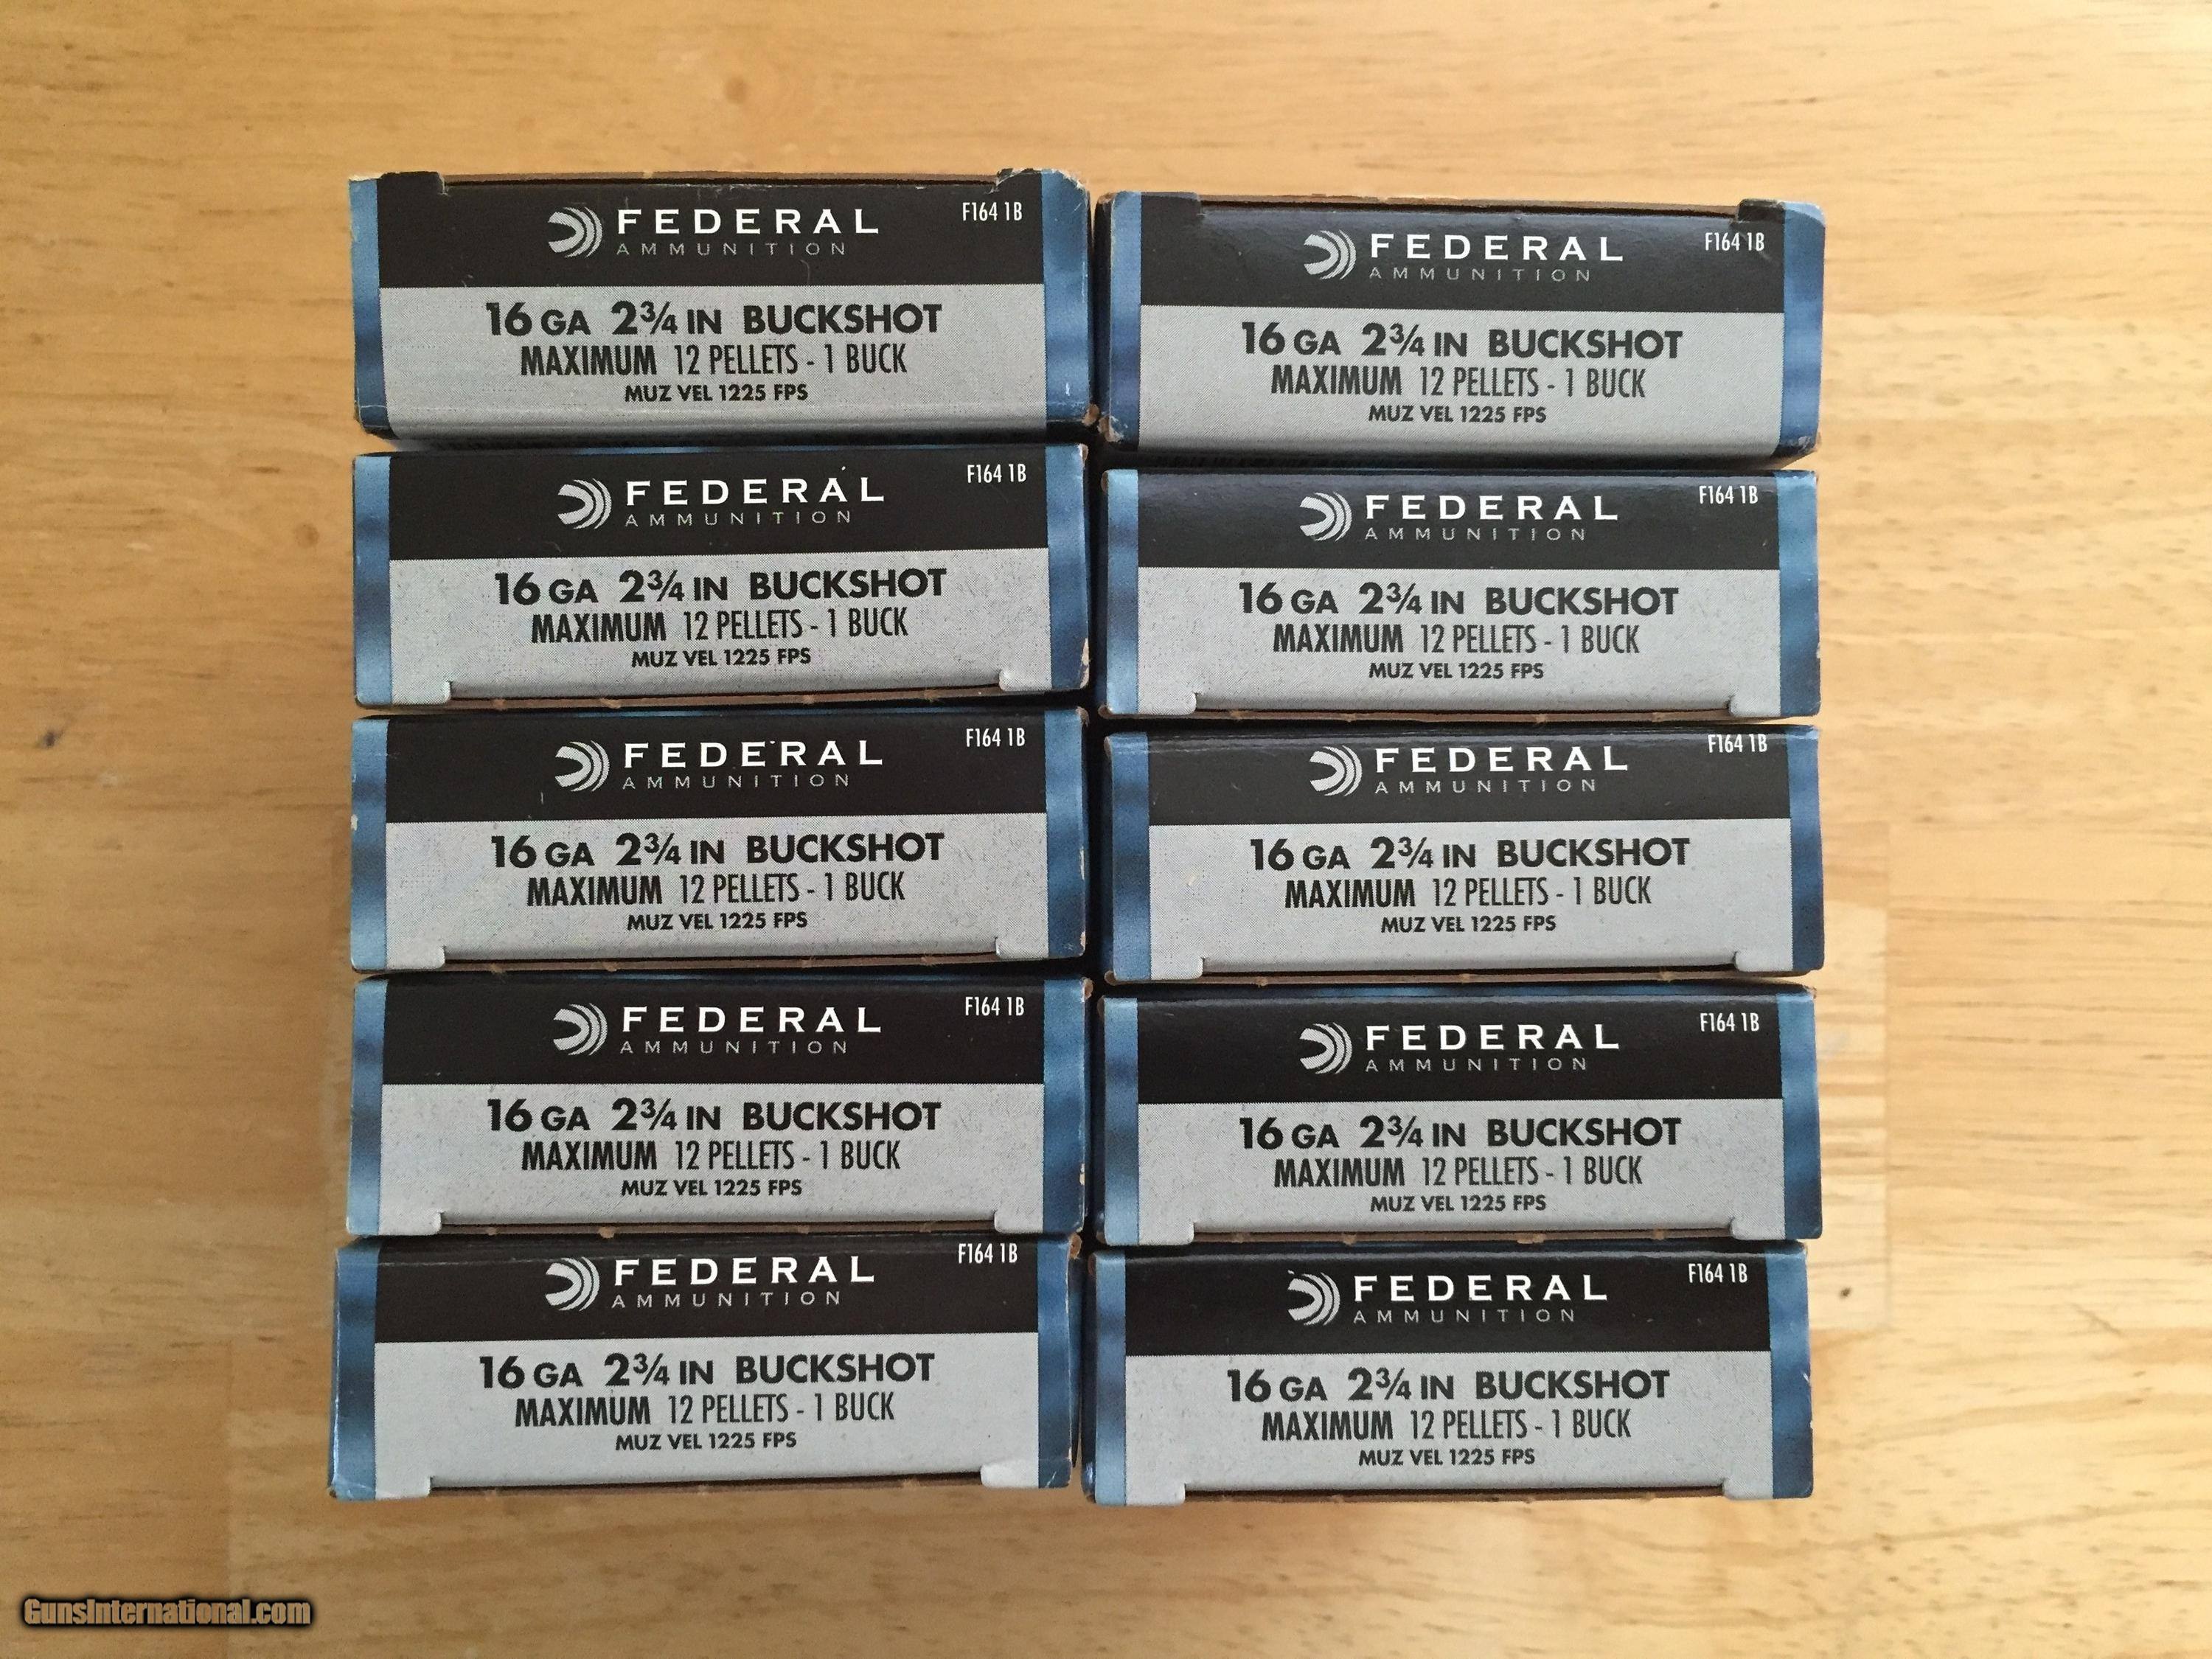 FEDERAL
AMMUNITION
F164 1B
16 GA 2¾ IN BUCKSHOT
MAXIMUM 12 PELLETS - 1 BUCK
MUZ VEL 1225 FPS
FEDERAL
AMMUNITION
F164 1B
16 GA 2¾ IN BUCKSHOT
MAXIMUM 12 PELLETS - 1 BUCK
MUZ VEL 1225 FPS
FEDERAL
AMMUNITION
F164 1B
16 GA 2¾ IN BUCKSHOT
MAXIMUM 12 PELLETS - 1 BUCK
MUZ VEL 1225 FPS
FEDERAL
AMMUNITION
F164 1B
16 GA 2¾ IN BUCKSHOT
MAXIMUM 12 PELLETS - 1 BUCK
MUZ VEL 1225 FPS
FEDERAL
AMMUNITION
F164 1B
16 GA 2¾ IN BUCKSHOT
MAXIMUM 12 PELLETS - 1 BUCK
MUZ VEL 1225 FPS
FEDERAL
AMMUNITION
F164 1B
16 GA 2¾ IN BUCKSHOT
MAXIMUM 12 PELLETS - 1 BUCK
MUZ VEL 1225 FPS
FEDERAL
AMMUNITION
F164 1B
16 GA 2¾ IN BUCKSHOT
MAXIMUM 12 PELLETS - 1 BUCK
MUZ VEL 1225 FPS
FEDERAL
AMMUNITION
F164 1B
16 GA 2¾ IN BUCKSHOT
MAXIMUM 12 PELLETS - 1 BUCK
MUZ VEL 1225 FPS
FEDERAL
AMMUNITION
F164 1B
16 GA 2¾ IN BUCKSHOT
MAXIMUM 12 PELLETS - 1 BUCK
MUZ VEL 1225 FPS
FEDERAL
AMMUNITION
F164 1B
16 GA 2¾ IN BUCKSHOT
MAXIMUM 12 PELLETS - 1 BUCK
MUZ VEL 1225 FPS
GunsInternational.com